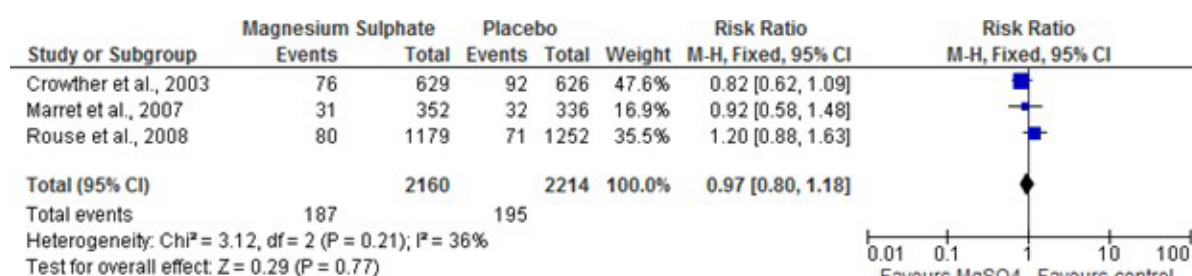 Magnesium Sulphate Placebo Risk Ratio Risk Ratio
Study or Subgroup Events Total Events Total Weight M-H, Fixed, 95% CI M-H, Fixed, 95% CI
Crowther et al., 2003 76 629 92 626 47.6% 0.82 [0.62, 1.09]
Marret et al., 2007 31 352 32 336 16.9% 0.92 [0.58, 1.48]
Rouse et al., 2008 80 1179 71 1252 35.5% 1.20 [0.88, 1.63]
Total (95% CI) 2160 2214 100.0% 0.97 [0.80, 1.18]
Total events 187 195
Heterogeneity: Chi² = 3.12, df = 2 (P = 0.21); I² = 36%
0.01 0.1 1 10 100
Test for overall effect: Z = 0.29 (P = 0.77)
Favours MgSO4 Favours control